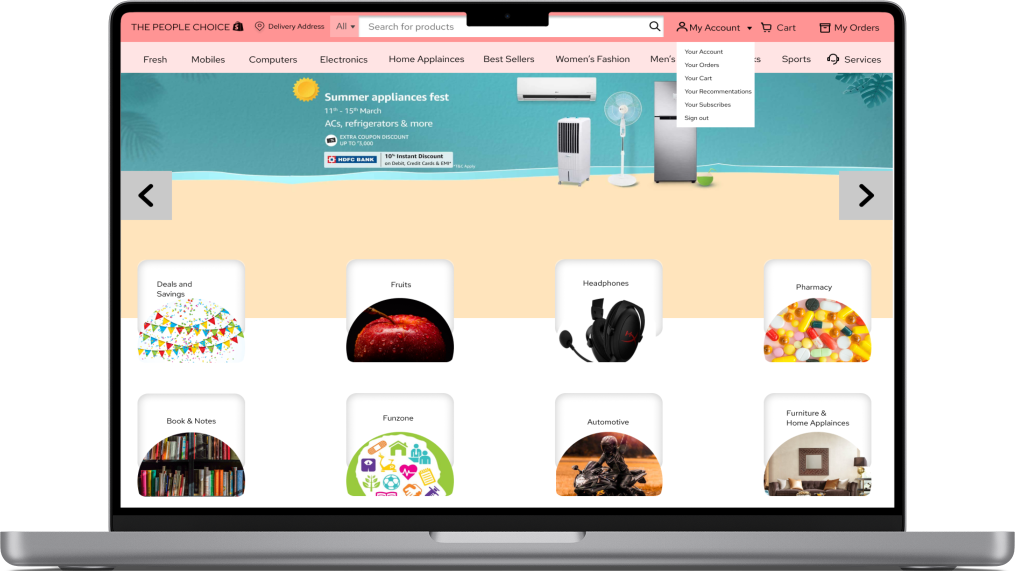 THE PEOPLE CHOICE
Delivery Address
All
Search for products
My Account
Cart
My Orders
Fresh
Mobiles
Computers
Electronics
Home Applainces
Best Sellers
Women's Fashion
Men's
ks
Sports
Services
Your Account
Your Orders
Your Cart
Your Recommentations
Your Subscribes
Sign out
Summer appliances fest
11th - 15th March
ACs, refrigerators & more
EXTRA COUPON DISCOUNT
UP TO ₹3,000
HDFC BANK
10% Instant Discount
on Debit, Credit Cards & EMI*
Deals and
Savings
Fruits
Headphones
Pharmacy
Book & Notes
Funzone
Automotive
Furniture &
Home Applainces